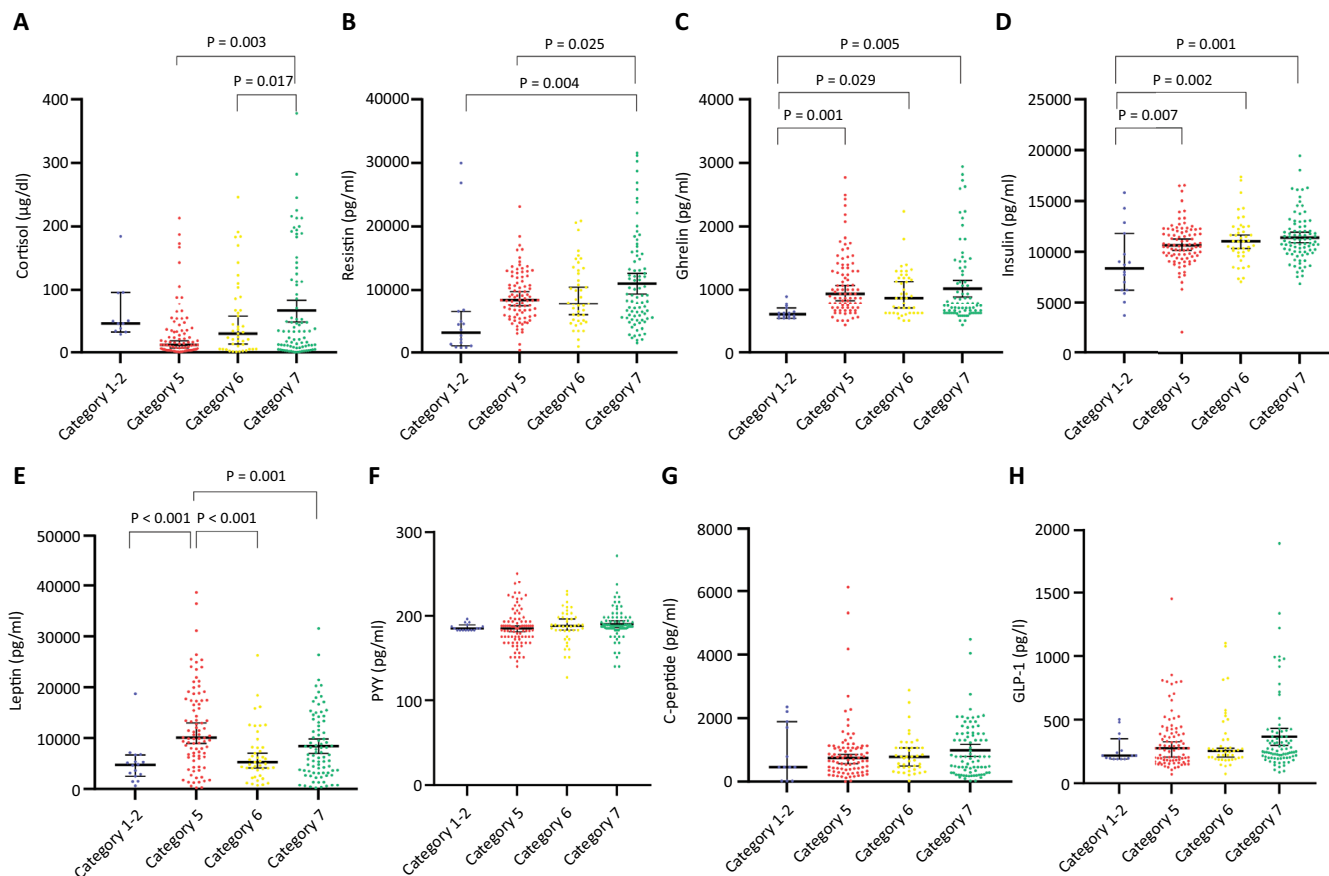 A
P = 0.003
P = 0.017
Cortisol (µg/dl)
400
300
200
100
0
Category 1-2
Category 5
Category 6
Category 7
B
P = 0.025
P = 0.004
Resistin (pg/ml)
40000
30000
20000
10000
0
Category 1-2
Category 5
Category 6
Category 7
C
P = 0.005
P = 0.029
P = 0.001
Ghrelin (pg/ml)
4000
3000
2000
1000
0
Category 1-2
Category 5
Category 6
Category 7
D
P = 0.001
P = 0.002
P = 0.007
Insulin (pg/ml)
25000
20000
15000
10000
5000
0
Category 1-2
Category 5
Category 6
Category 7
E
P = 0.001
P < 0.001
P < 0.001
Leptin (pg/ml)
50000
40000
30000
20000
10000
0
Category 1-2
Category 5
Category 6
Category 7
F
PYY (pg/ml)
300
200
100
0
Category 1-2
Category 5
Category 6
Category 7
G
C-peptide (pg/ml)
8000
6000
4000
2000
0
Category 1-2
Category 5
Category 6
Category 7
H
GLP-1 (pg/l)
2000
1500
1000
500
0
Category 1-2
Category 5
Category 6
Category 7